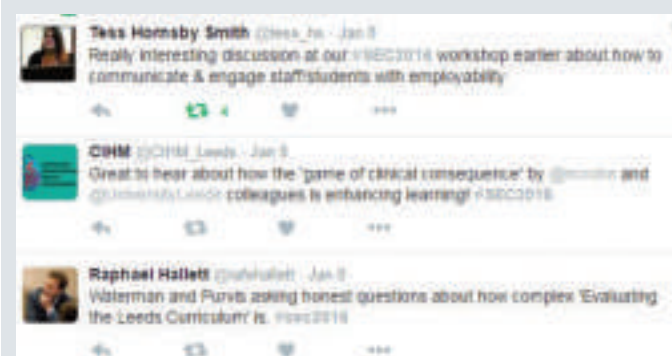 Tess Hornsby Smith @tess_hs · Jan 8
Really interesting discussion at our #SEC2016 workshop earlier about how to
communicate & engage staff/students with employability
4
CIHM @CIHM_Leeds · Jan 8
Great to hear about how the 'game of clinical consequence' by and
@UniversityLeeds colleagues is enhancing learning! #SEC2016
Raphael Hallett · Jan 8
Waterman and Purvis asking honest questions about how complex 'Evaluating
the Leeds Curriculum' is. #sec2016